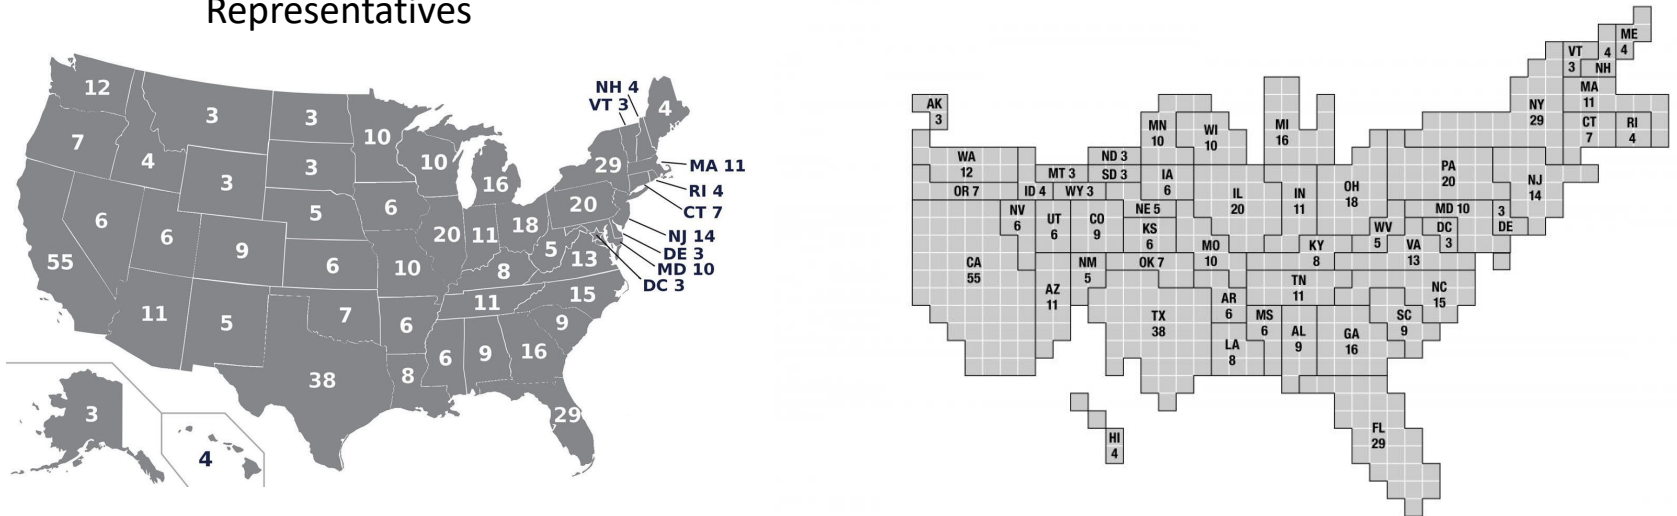 Representatives
NH 4
VT 3
4
12
3
3
10
7
4
3
10
29
MA 11
3
16
RI 4
20
CT 7
6
5
6
6
20
11
18
NJ 14
9
5
DE 3
55
6
10
13
MD 10
8
DC 3
11
15
11
5
7
6
9
6
9
16
38
8
3
29
4
ME
4
VT
3
4
NH
AK
3
MA
11
NY
29
CT
7
RI
4
MN
10
WI
10
MI
16
WA
12
ND 3
MT 3
SD 3
PA
20
OR 7
ID 4
WY 3
IA
6
IL
20
IN
11
OH
18
NJ
14
NV
6
UT
6
CO
9
NE 5
KS
6
MD 10
3
DE
WV
5
DC
3
MO
10
KY
8
VA
13
CA
55
NM
5
OK 7
AZ
11
TN
11
NC
15
TX
38
AR
6
MS
6
AL
9
GA
16
SC
9
LA
8
HI
4
FL
29